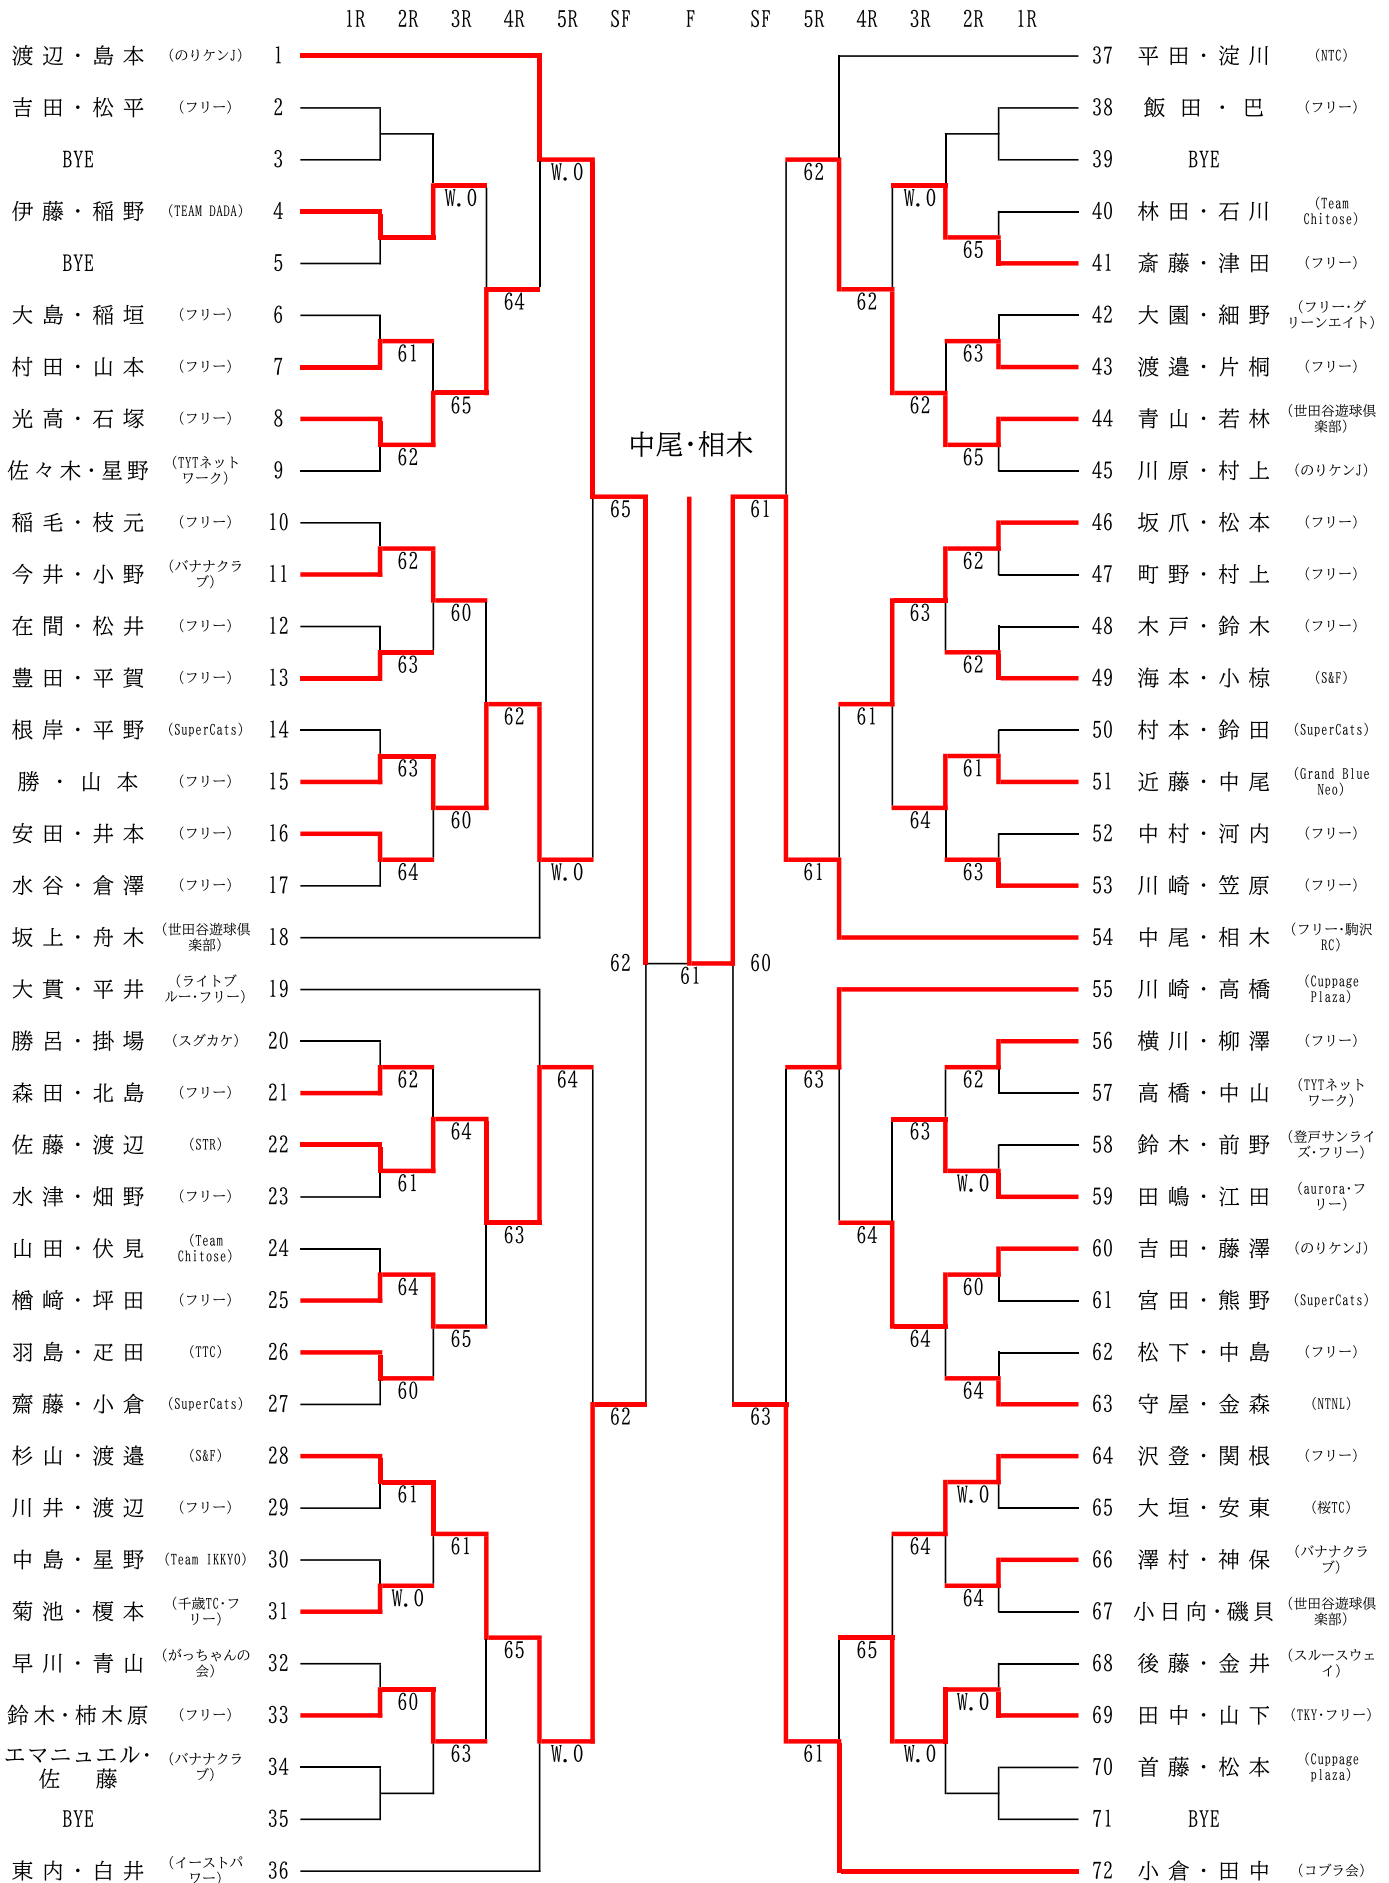 1R 2R 3R 4R 5R SF F SF 5R 4R 3R 2R 1R
渡辺・島本 (のりケンJ) 1
吉田・松平 (フリー) 2
BYE 3
W.O
伊藤・稲野 (TEAM DADA) 4
W.O
BYE 5
64
大島・稲垣 (フリー) 6
61
村田・山本 (フリー) 7
65
光高・石塚 (フリー) 8
62
佐々木・星野 (TYTネット
ワーク) 9
65
稲毛・枝元 (フリー) 10
62
今井・小野 (バナナクラ
ブ) 11
60
在間・松井 (フリー) 12
63
豊田・平賀 (フリー) 13
62
根岸・平野 (SuperCats) 14
63
勝・山本 (フリー) 15
60
安田・井本 (フリー) 16
64
W.O
水谷・倉澤 (フリー) 17
坂上・舟木 (世田谷遊球倶
楽部) 18
62
大貫・平井 (ライトブ
ルー・フリー) 19
勝呂・掛場 (スグカケ) 20
62
64
森田・北島 (フリー) 21
64
佐藤・渡辺 (STR) 22
61
水津・畑野 (フリー) 23
63
山田・伏見 (Team
Chitose) 24
64
楢﨑・坪田 (フリー) 25
65
羽島・疋田 (TTC) 26
60
齋藤・小倉 (SuperCats) 27
62
杉山・渡邉 (S&F) 28
61
川井・渡辺 (フリー) 29
61
中島・星野 (Team IKKYO) 30
W.O
菊池・榎本 (千歳TC・フ
リー) 31
65
早川・青山 (がっちゃんの
会) 32
60
鈴木・柿木原 (フリー) 33
63
W.O
エマニュエル・
佐藤 (バナナクラ
ブ) 34
BYE 35
東内・白井 (イーストパ
ワー) 36
中尾・相木
61
37 平田・淀川 (NTC)
38 飯田・巴 (フリー)
39 BYE
62
W.O
40 林田・石川 (Team
Chitose)
65
41 斎藤・津田 (フリー)
62
42 大園・細野 (フリー・グ
リーンエイト)
63
43 渡邉・片桐 (フリー)
62
44 青山・若林 (世田谷遊球倶
楽部)
65
45 川原・村上 (のりケンJ)
61
46 坂爪・松本 (フリー)
62
47 町野・村上 (フリー)
63
48 木戸・鈴木 (フリー)
62
49 海本・小椋 (S&F)
61
50 村本・鈴田 (SuperCats)
61
51 近藤・中尾 (Grand Blue
Neo)
64
52 中村・河内 (フリー)
63
61
53 川崎・笠原 (フリー)
54 中尾・相木 (フリー・駒沢
RC)
60
55 川崎・高橋 (Cuppage
Plaza)
56 横川・柳澤 (フリー)
62
63
57 高橋・中山 (TYTネット
ワーク)
63
58 鈴木・前野 (登戸サンライ
ズ・フリー)
W.O
59 田嶋・江田 (aurora・フ
リー)
64
60 吉田・藤澤 (のりケンJ)
60
61 宮田・熊野 (SuperCats)
64
62 松下・中島 (フリー)
64
63 守屋・金森 (NTNL)
63
64 沢登・関根 (フリー)
W.O
65 大垣・安東 (桜TC)
64
66 澤村・神保 (バナナクラ
ブ)
64
67 小日向・磯貝 (世田谷遊球倶
楽部)
65
68 後藤・金井 (スルースウェ
イ)
W.O
69 田中・山下 (TKY・フリー)
W.O
61
70 首藤・松本 (Cuppage
plaza)
71 BYE
72 小倉・田中 (コブラ会)